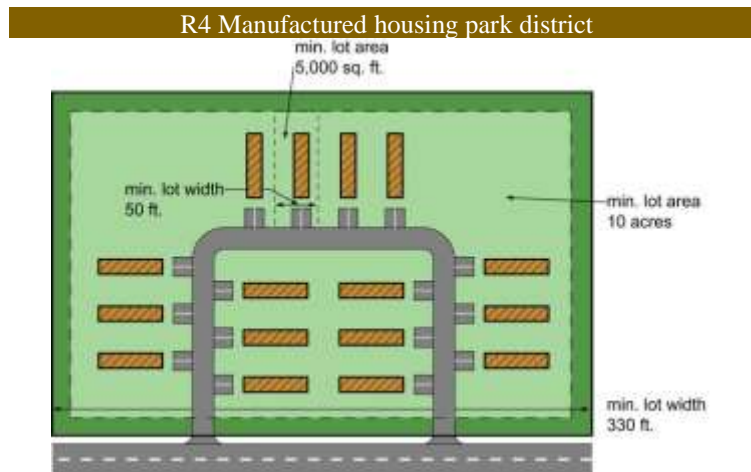 R4 Manufactured housing park district
min. lot area
5,000 sq. ft.
min. lot width
50 ft.
min. lot area
10 acres
min. lot width
330 ft.